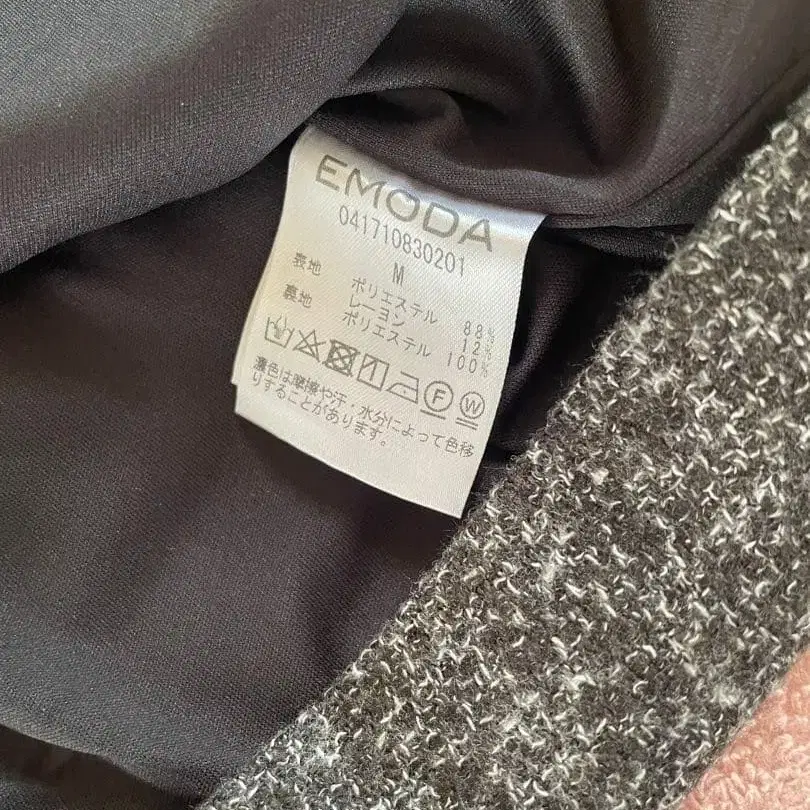 EMODA
041710830201
M
表地 ポリエステル 88%
レーヨン 12%
裏地 ポリエステル 100%
F W
濃色は摩擦や汗・水分によって色移
りすることがあります。